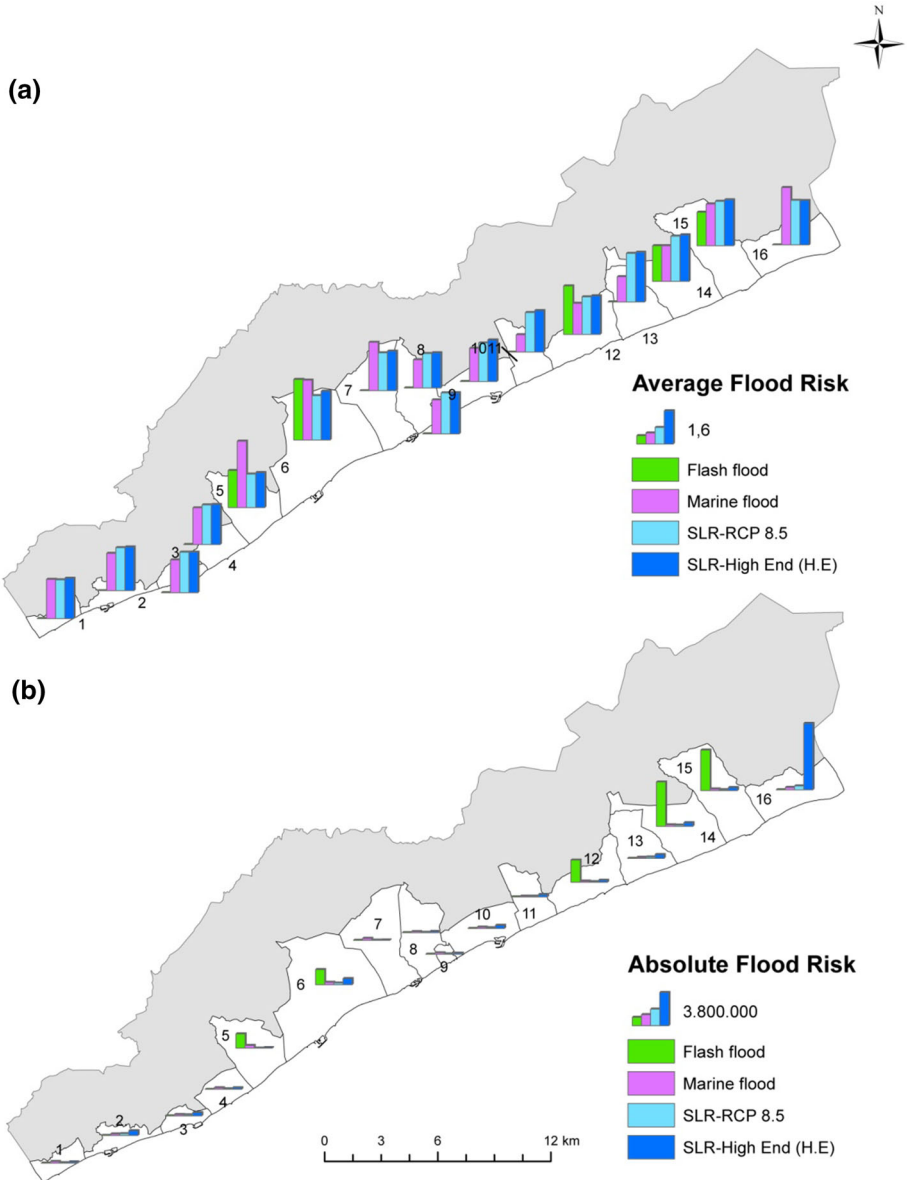 N
(a)
15
16
14
13
12
8
10 11
7
9
6
5
3
4
2
1
Average Flood Risk
1,6
Flash flood
Marine flood
SLR-RCP 8.5
SLR-High End (H.E)
(b)
15
16
14
13
12
11
10
7
8
9
6
5
4
3
2
1
Absolute Flood Risk
3.800.000
Flash flood
Marine flood
SLR-RCP 8.5
SLR-High End (H.E)
0 3 6 12 km